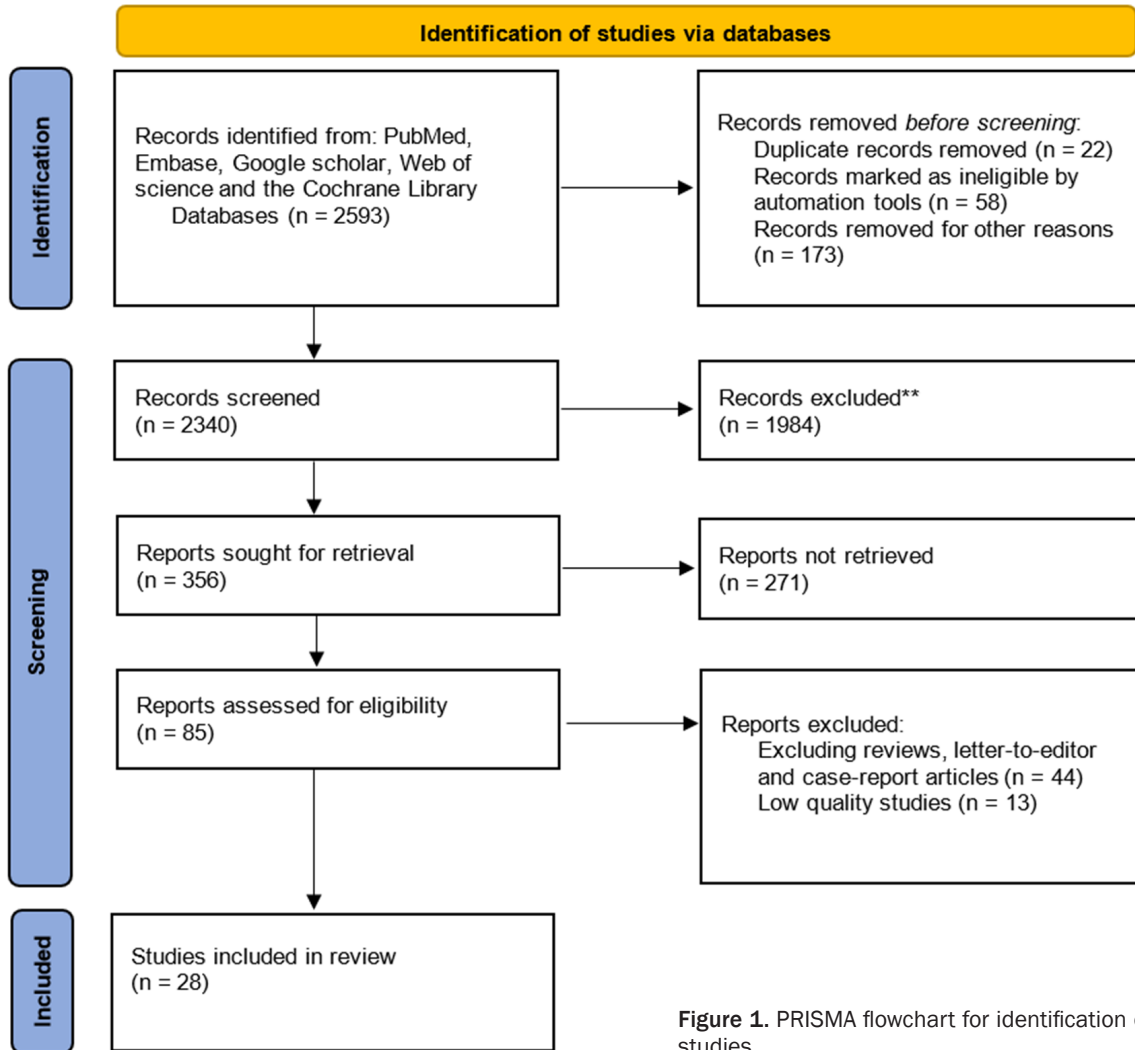 Identification of studies via databases
Identification
Records identified from: PubMed,
Embase, Google scholar, Web of
science and the Cochrane Library
Databases (n = 2593)
Records removed before screening:
Duplicate records removed (n = 22)
Records marked as ineligible by
automation tools (n = 58)
Records removed for other reasons
(n = 173)
Screening
Records screened
(n = 2340)
Records excluded**
(n = 1984)
Reports sought for retrieval
(n = 356)
Reports not retrieved
(n = 271)
Reports assessed for eligibility
(n = 85)
Reports excluded:
Excluding reviews, letter-to-editor
and case-report articles (n = 44)
Low quality studies (n = 13)
Included
Studies included in review
(n = 28)
Figure 1. PRISMA flowchart for identification
studies